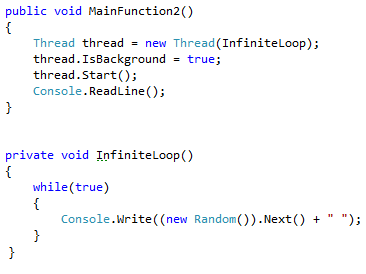 public void MainFunction2()
{
    Thread thread = new Thread(InfiniteLoop);
    thread.IsBackground = true;
    thread.Start();
    Console.ReadLine();
}
private void InfiniteLoop()
{
    while(true)
    {
        Console.Write((new Random()).Next() + " ");
    }
}